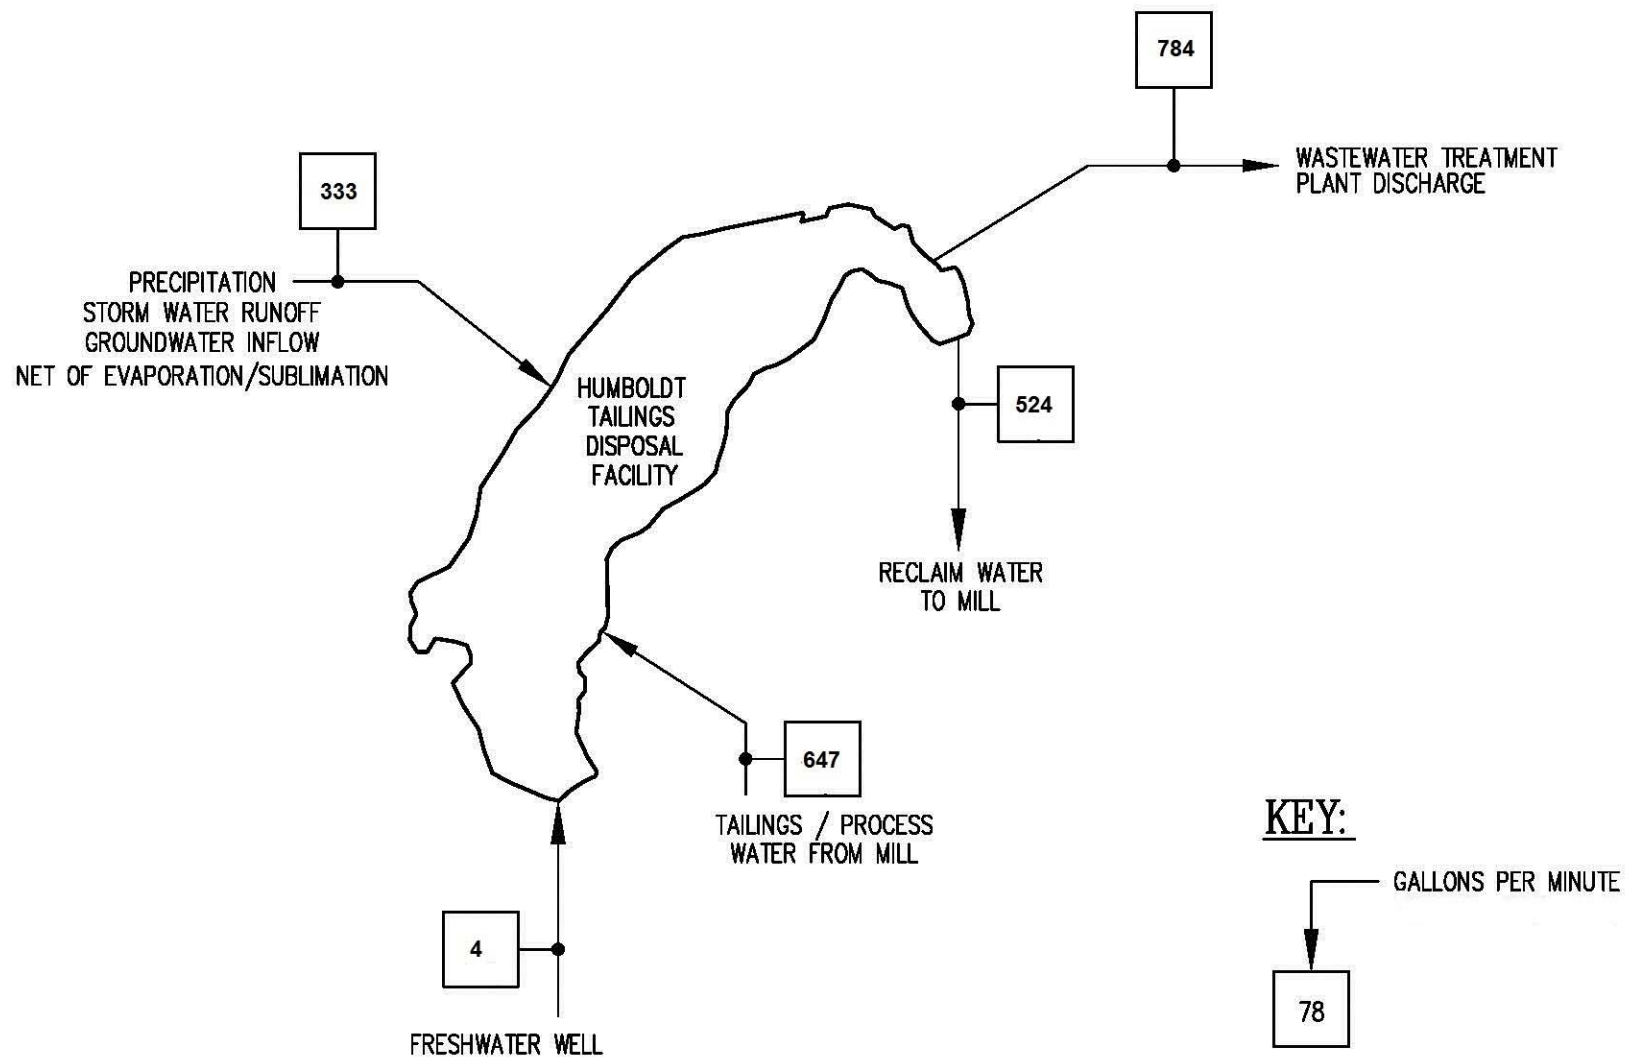 784
WASTEWATER TREATMENT
PLANT DISCHARGE
333
PRECIPITATION
STORM WATER RUNOFF
GROUNDWATER INFLOW
NET OF EVAPORATION/SUBLIMATION
HUMBOLDT
TAILINGS
DISPOSAL
FACILITY
524
RECLAIM WATER
TO MILL
647
TAILINGS / PROCESS
WATER FROM MILL
4
FRESHWATER WELL
KEY:
GALLONS PER MINUTE
78